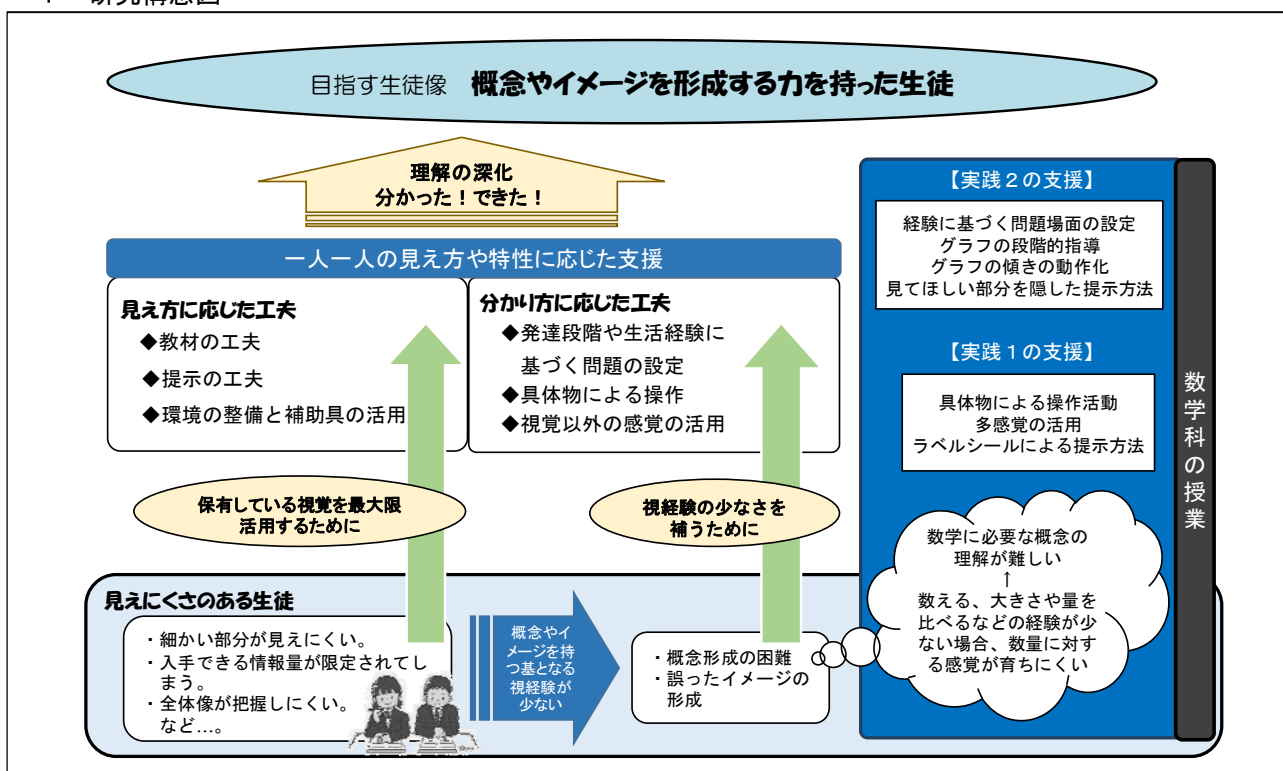 目指す生徒像 概念やイメージを形成する力を持った生徒
理解の深化
分かった！できた！
一人一人の見え方や特性に応じた支援
見え方に応じた工夫
◆教材の工夫
◆提示の工夫
◆環境の整備と補助具の活用
分かり方に応じた工夫
◆発達段階や生活経験に
基づく問題の設定
◆具体物による操作
◆視覚以外の感覚の活用
保有している視覚を最大限
活用するために
視経験の少なさを
補うために
見えにくさのある生徒
・細かい部分が見えにくい。
・入手できる情報量が限定されてし
まう。
・全体像が把握しにくい。
など…。
概念やイ
メージを持
つ基となる
視経験が
少ない
・概念形成の困難
・誤ったイメージの
形成
【実践２の支援】
経験に基づく問題場面の設定
グラフの段階的指導
グラフの傾きの動作化
見てほしい部分を隠した提示方法
【実践１の支援】
具体物による操作活動
多感覚の活用
ラベルシールによる提示方法
数学に必要な概念の
理解が難しい
↑
数える、大きさや量を
比べるなどの経験が少
ない場合、数量に対す
る感覚が育ちにくい
数学科の授業